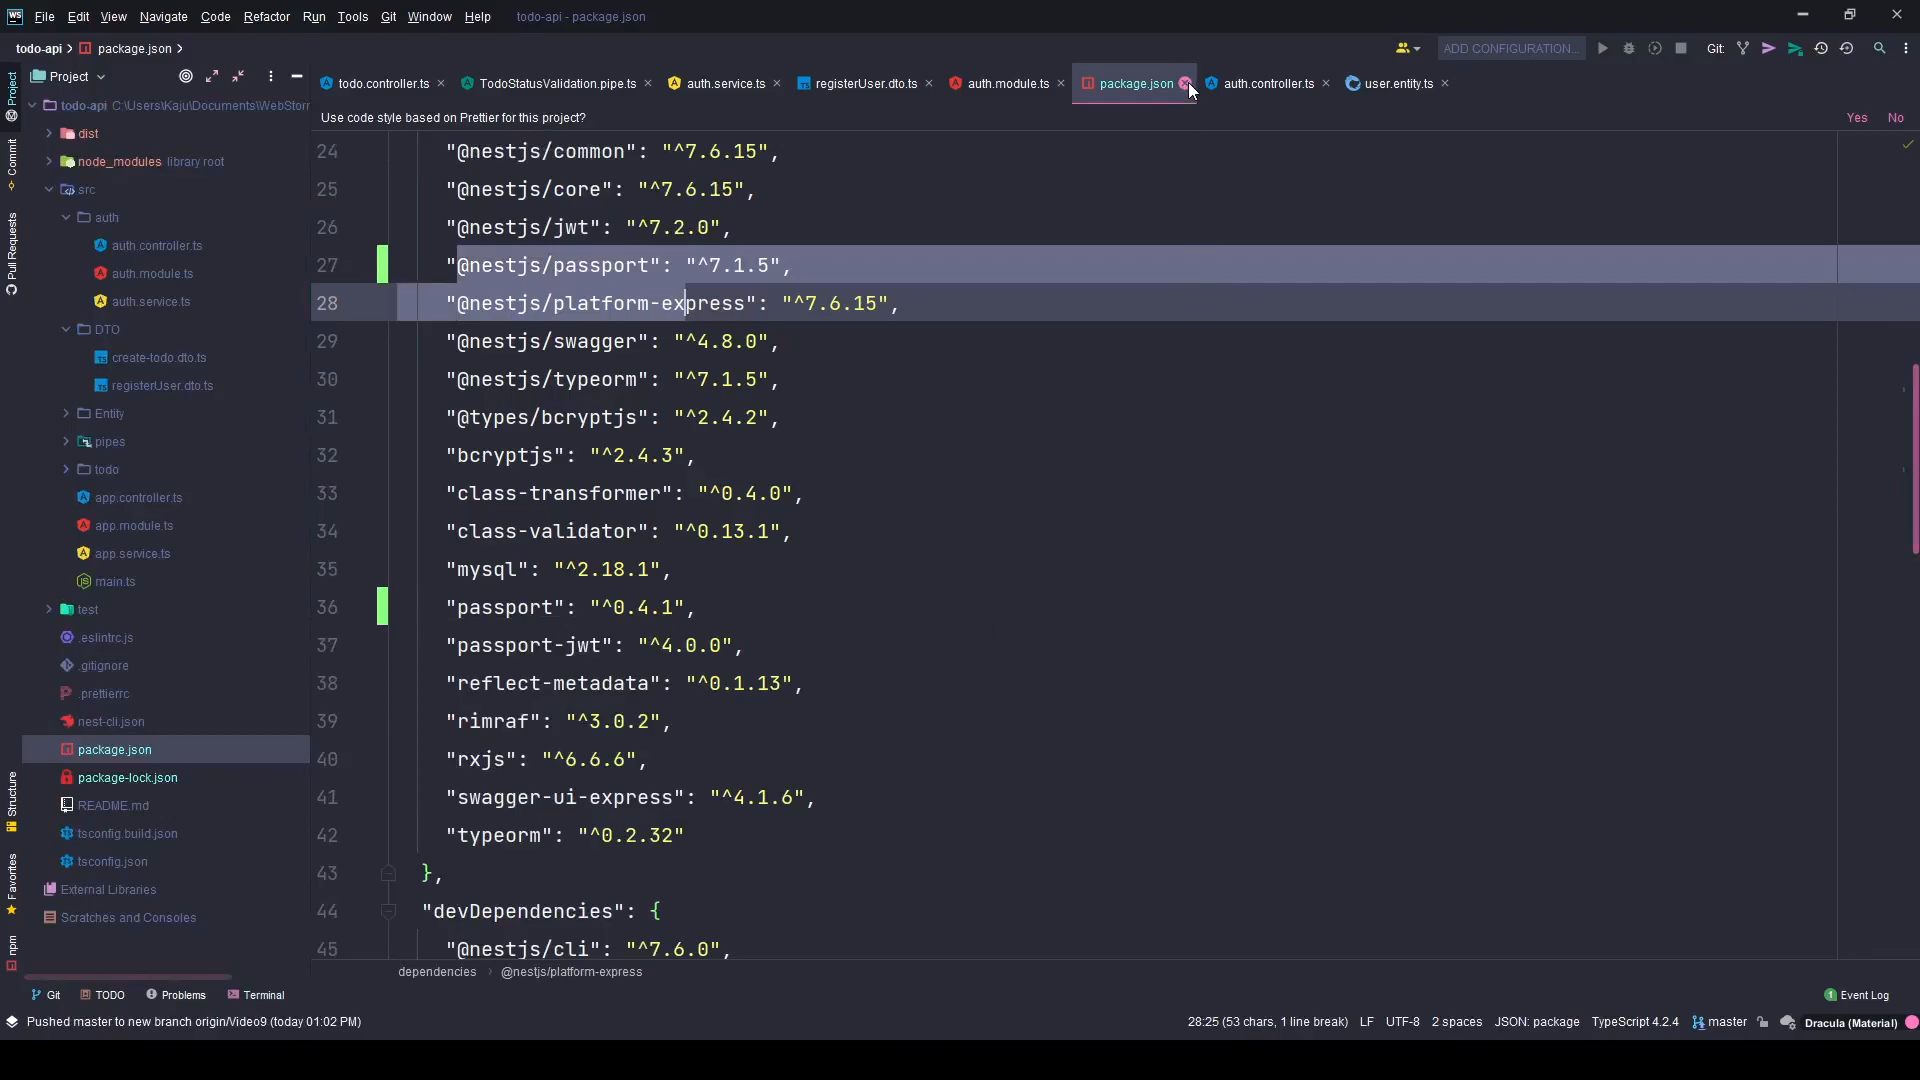 WS File Edit View Navigate Code Refactor Run Tools Git Window Help todo-api - package.json
todo-api package.json ADD CONFIGURATION... Git:
Project
todo.controller.ts TodoStatusValidation.pipe.ts auth.service.ts registerUser.dto.ts auth.module.ts package.json auth.controller.ts user.entity.ts
Use code style based on Prettier for this project? Yes No
Project
Commit
Pull Requests
Structure
Favorites
npm
todo-api C:\Users\Kaju\Documents\WebStorr
dist
node_modules library root
src
auth
auth.controller.ts
auth.module.ts
auth.service.ts
DTO
create-todo.dto.ts
registerUser.dto.ts
Entity
pipes
todo
app.controller.ts
app.module.ts
app.service.ts
main.ts
test
.eslintrc.js
.gitignore
.prettierrc
nest-cli.json
package.json
package-lock.json
README.md
tsconfig.build.json
tsconfig.json
External Libraries
Scratches and Consoles
24 "@nestjs/common": "^7.6.15",
25 "@nestjs/core": "^7.6.15",
26 "@nestjs/jwt": "^7.2.0",
27 "@nestjs/passport": "^7.1.5",
28 "@nestjs/platform-express": "^7.6.15",
29 "@nestjs/swagger": "^4.8.0",
30 "@nestjs/typeorm": "^7.1.5",
31 "@types/bcryptjs": "^2.4.2",
32 "bcryptjs": "^2.4.3",
33 "class-transformer": "^0.4.0",
34 "class-validator": "^0.13.1",
35 "mysql": "^2.18.1",
36 "passport": "^0.4.1",
37 "passport-jwt": "^4.0.0",
38 "reflect-metadata": "^0.1.13",
39 "rimraf": "^3.0.2",
40 "rxjs": "^6.6.6",
41 "swagger-ui-express": "^4.1.6",
42 "typeorm": "^0.2.32"
43 },
44 "devDependencies": {
45 "@nestjs/cli": "^7.6.0",
dependencies › @nestjs/platform-express
Git TODO Problems Terminal 1 Event Log
Pushed master to new branch origin/Video9 (today 01:02 PM) 28:25 (53 chars, 1 line break) LF UTF-8 2 spaces JSON: package TypeScript 4.2.4 master Dracula (Material)